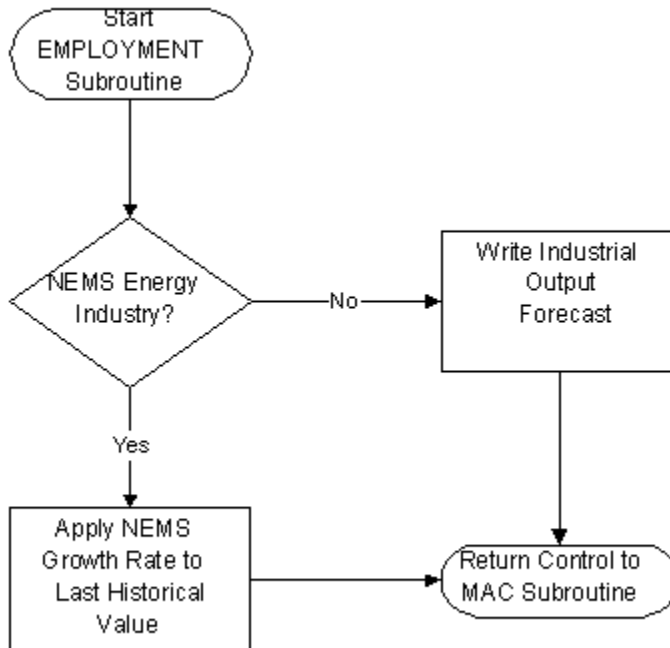 Start
EMPLOYMENT
Subroutine
NEMS Energy
Industry?
No
Write Industrial
Output
Forecast
Yes
Apply NEMS
Growth Rate to
Last Historical
Value
Return Control to
MAC Subroutine